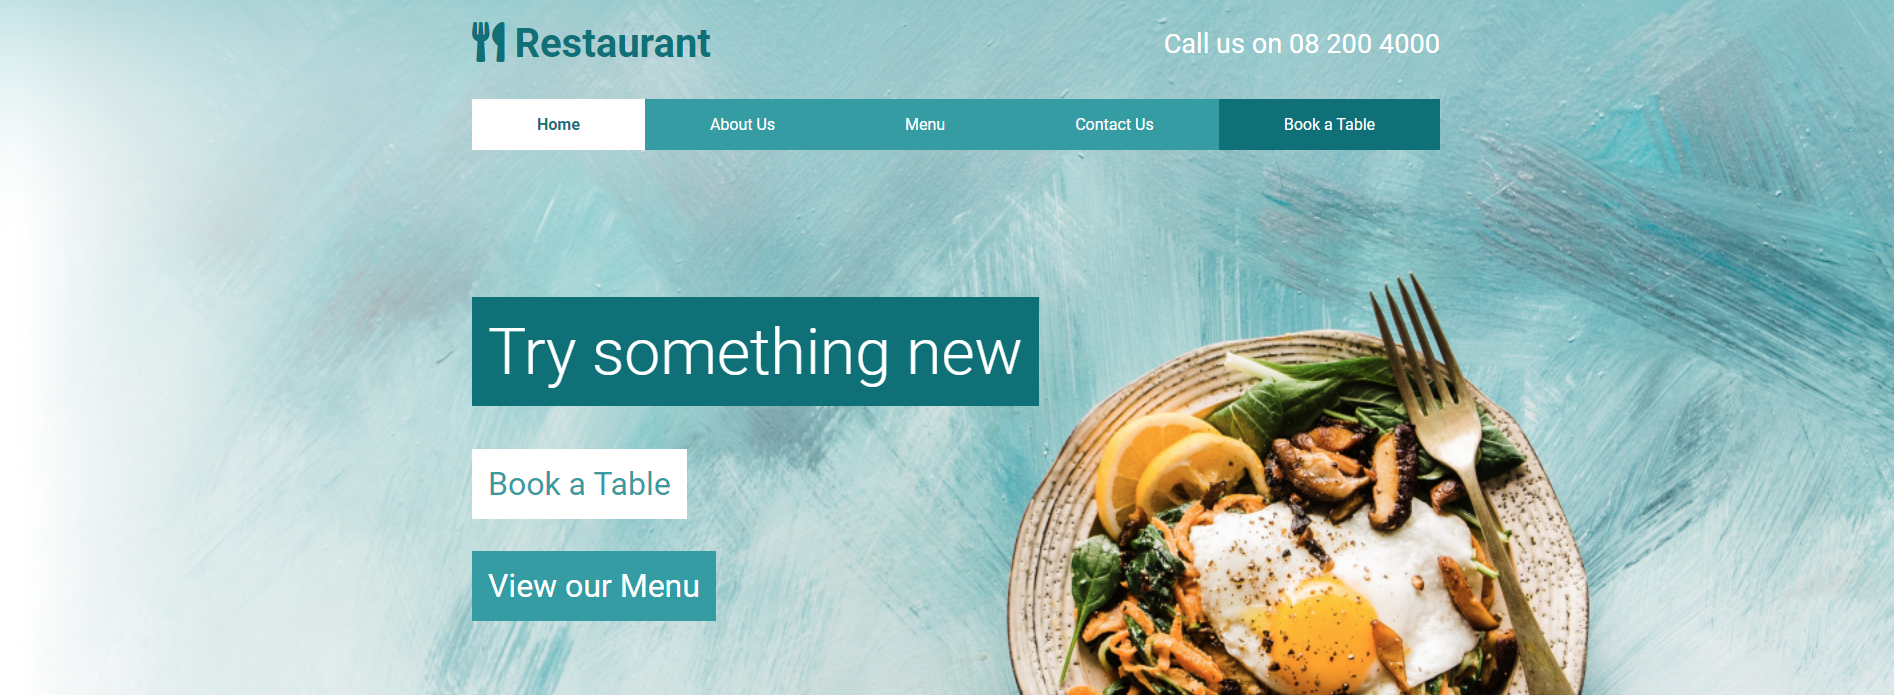 Restaurant
Call us on 08 200 4000
Home
About Us
Menu
Contact Us
Book a Table
Try something new
Book a Table
View our Menu